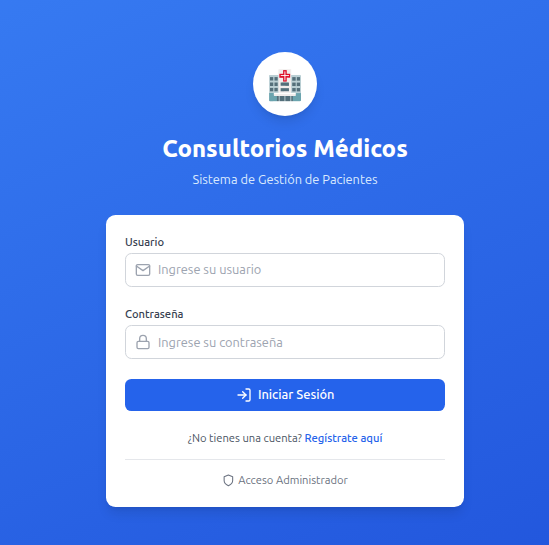 Consultorios Médicos
Sistema de Gestión de Pacientes
Usuario
Ingrese su usuario
Contraseña
Ingrese su contraseña
Iniciar Sesión
¿No tienes una cuenta? Regístrate aquí
Acceso Administrador